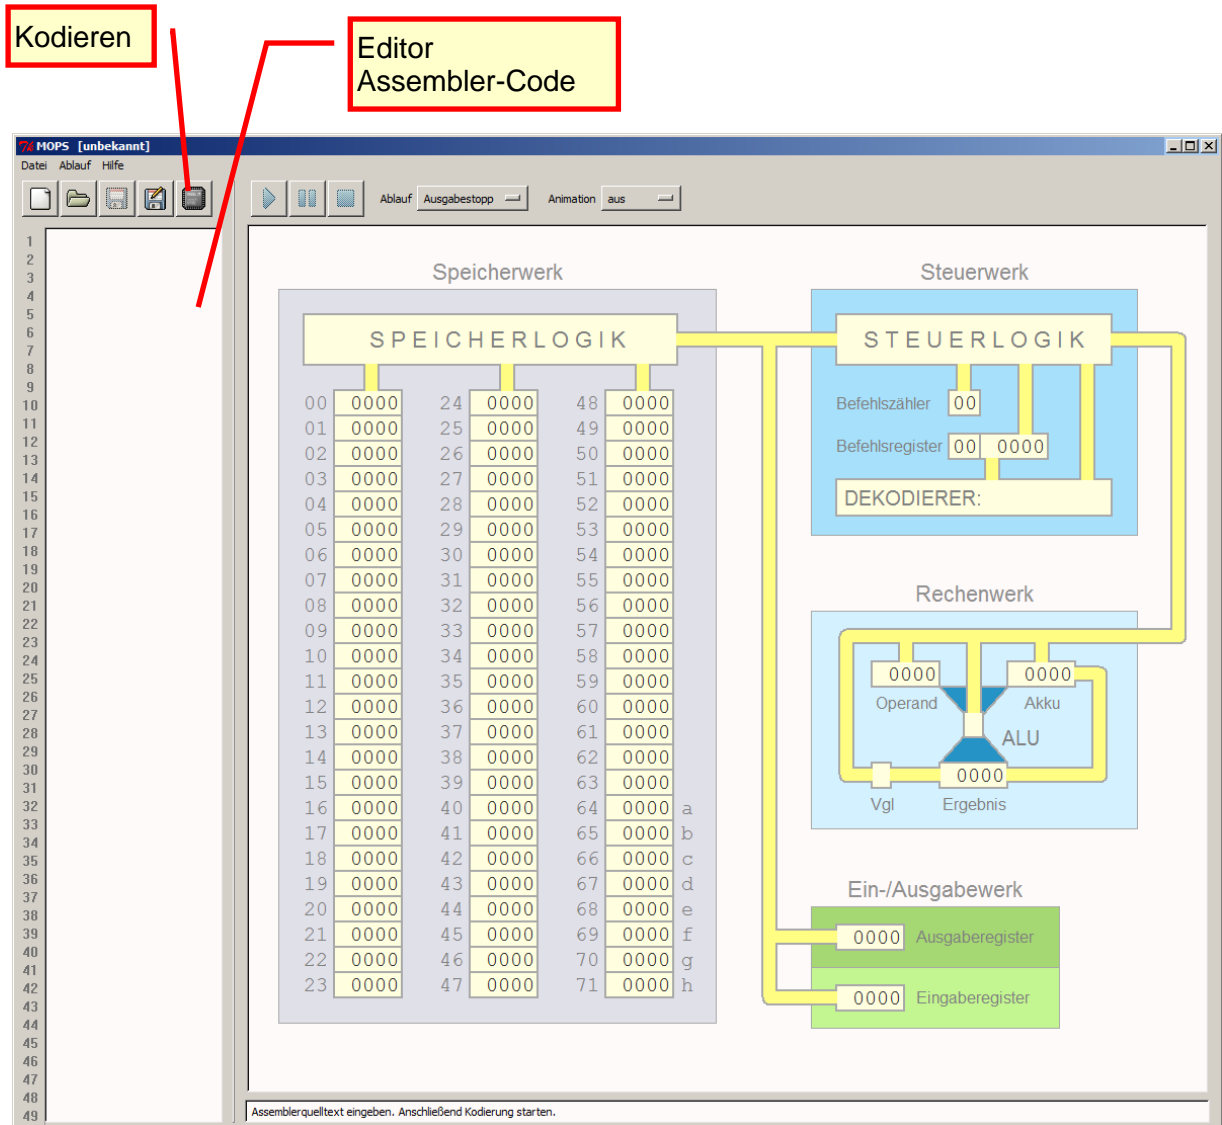 Kodieren
Editor
Assembler-Code
MOPS [unbekannt]
Datei Ablauf Hilfe
Ablauf Ausgabestopp Animation aus
1
2
3
4
5
6
7
8
9
10
11
12
13
14
15
16
17
18
19
20
21
22
23
24
25
26
27
28
29
30
31
32
33
34
35
36
37
38
39
40
41
42
43
44
45
46
47
48
49
Speicherwerk
SPEICHERLOGIK
00 0000 24 0000 48 0000
01 0000 25 0000 49 0000
02 0000 26 0000 50 0000
03 0000 27 0000 51 0000
04 0000 28 0000 52 0000
05 0000 29 0000 53 0000
06 0000 30 0000 54 0000
07 0000 31 0000 55 0000
08 0000 32 0000 56 0000
09 0000 33 0000 57 0000
10 0000 34 0000 58 0000
11 0000 35 0000 59 0000
12 0000 36 0000 60 0000
13 0000 37 0000 61 0000
14 0000 38 0000 62 0000
15 0000 39 0000 63 0000
16 0000 40 0000 64 0000 a
17 0000 41 0000 65 0000 b
18 0000 42 0000 66 0000 c
19 0000 43 0000 67 0000 d
20 0000 44 0000 68 0000 e
21 0000 45 0000 69 0000 f
22 0000 46 0000 70 0000 g
23 0000 47 0000 71 0000 h
Steuerwerk
STEUERLOGIK
Befehlszähler 00
Befehlsregister 00 0000
DEKODIERER:
Rechenwerk
0000 0000
Operand Akku
ALU
0000
Vgl Ergebnis
Ein-/Ausgabewerk
0000 Ausgaberegister
0000 Eingaberegister
Assemblerquelltext eingeben. Anschließend Kodierung starten.